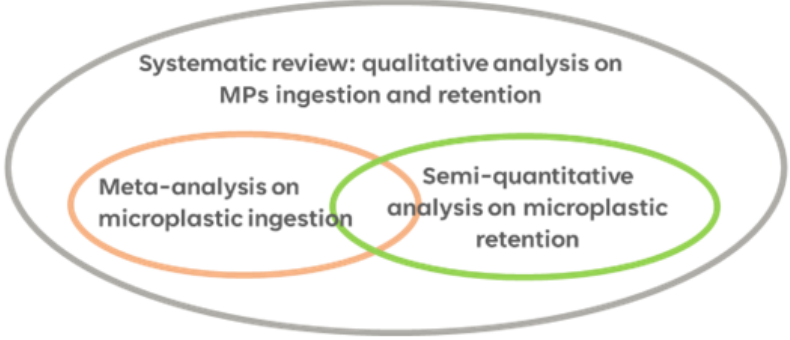 Systematic review: qualitative analysis on
MPs ingestion and retention
Meta-analysis on
microplastic ingestion
Semi-quantitative
analysis on microplastic
retention